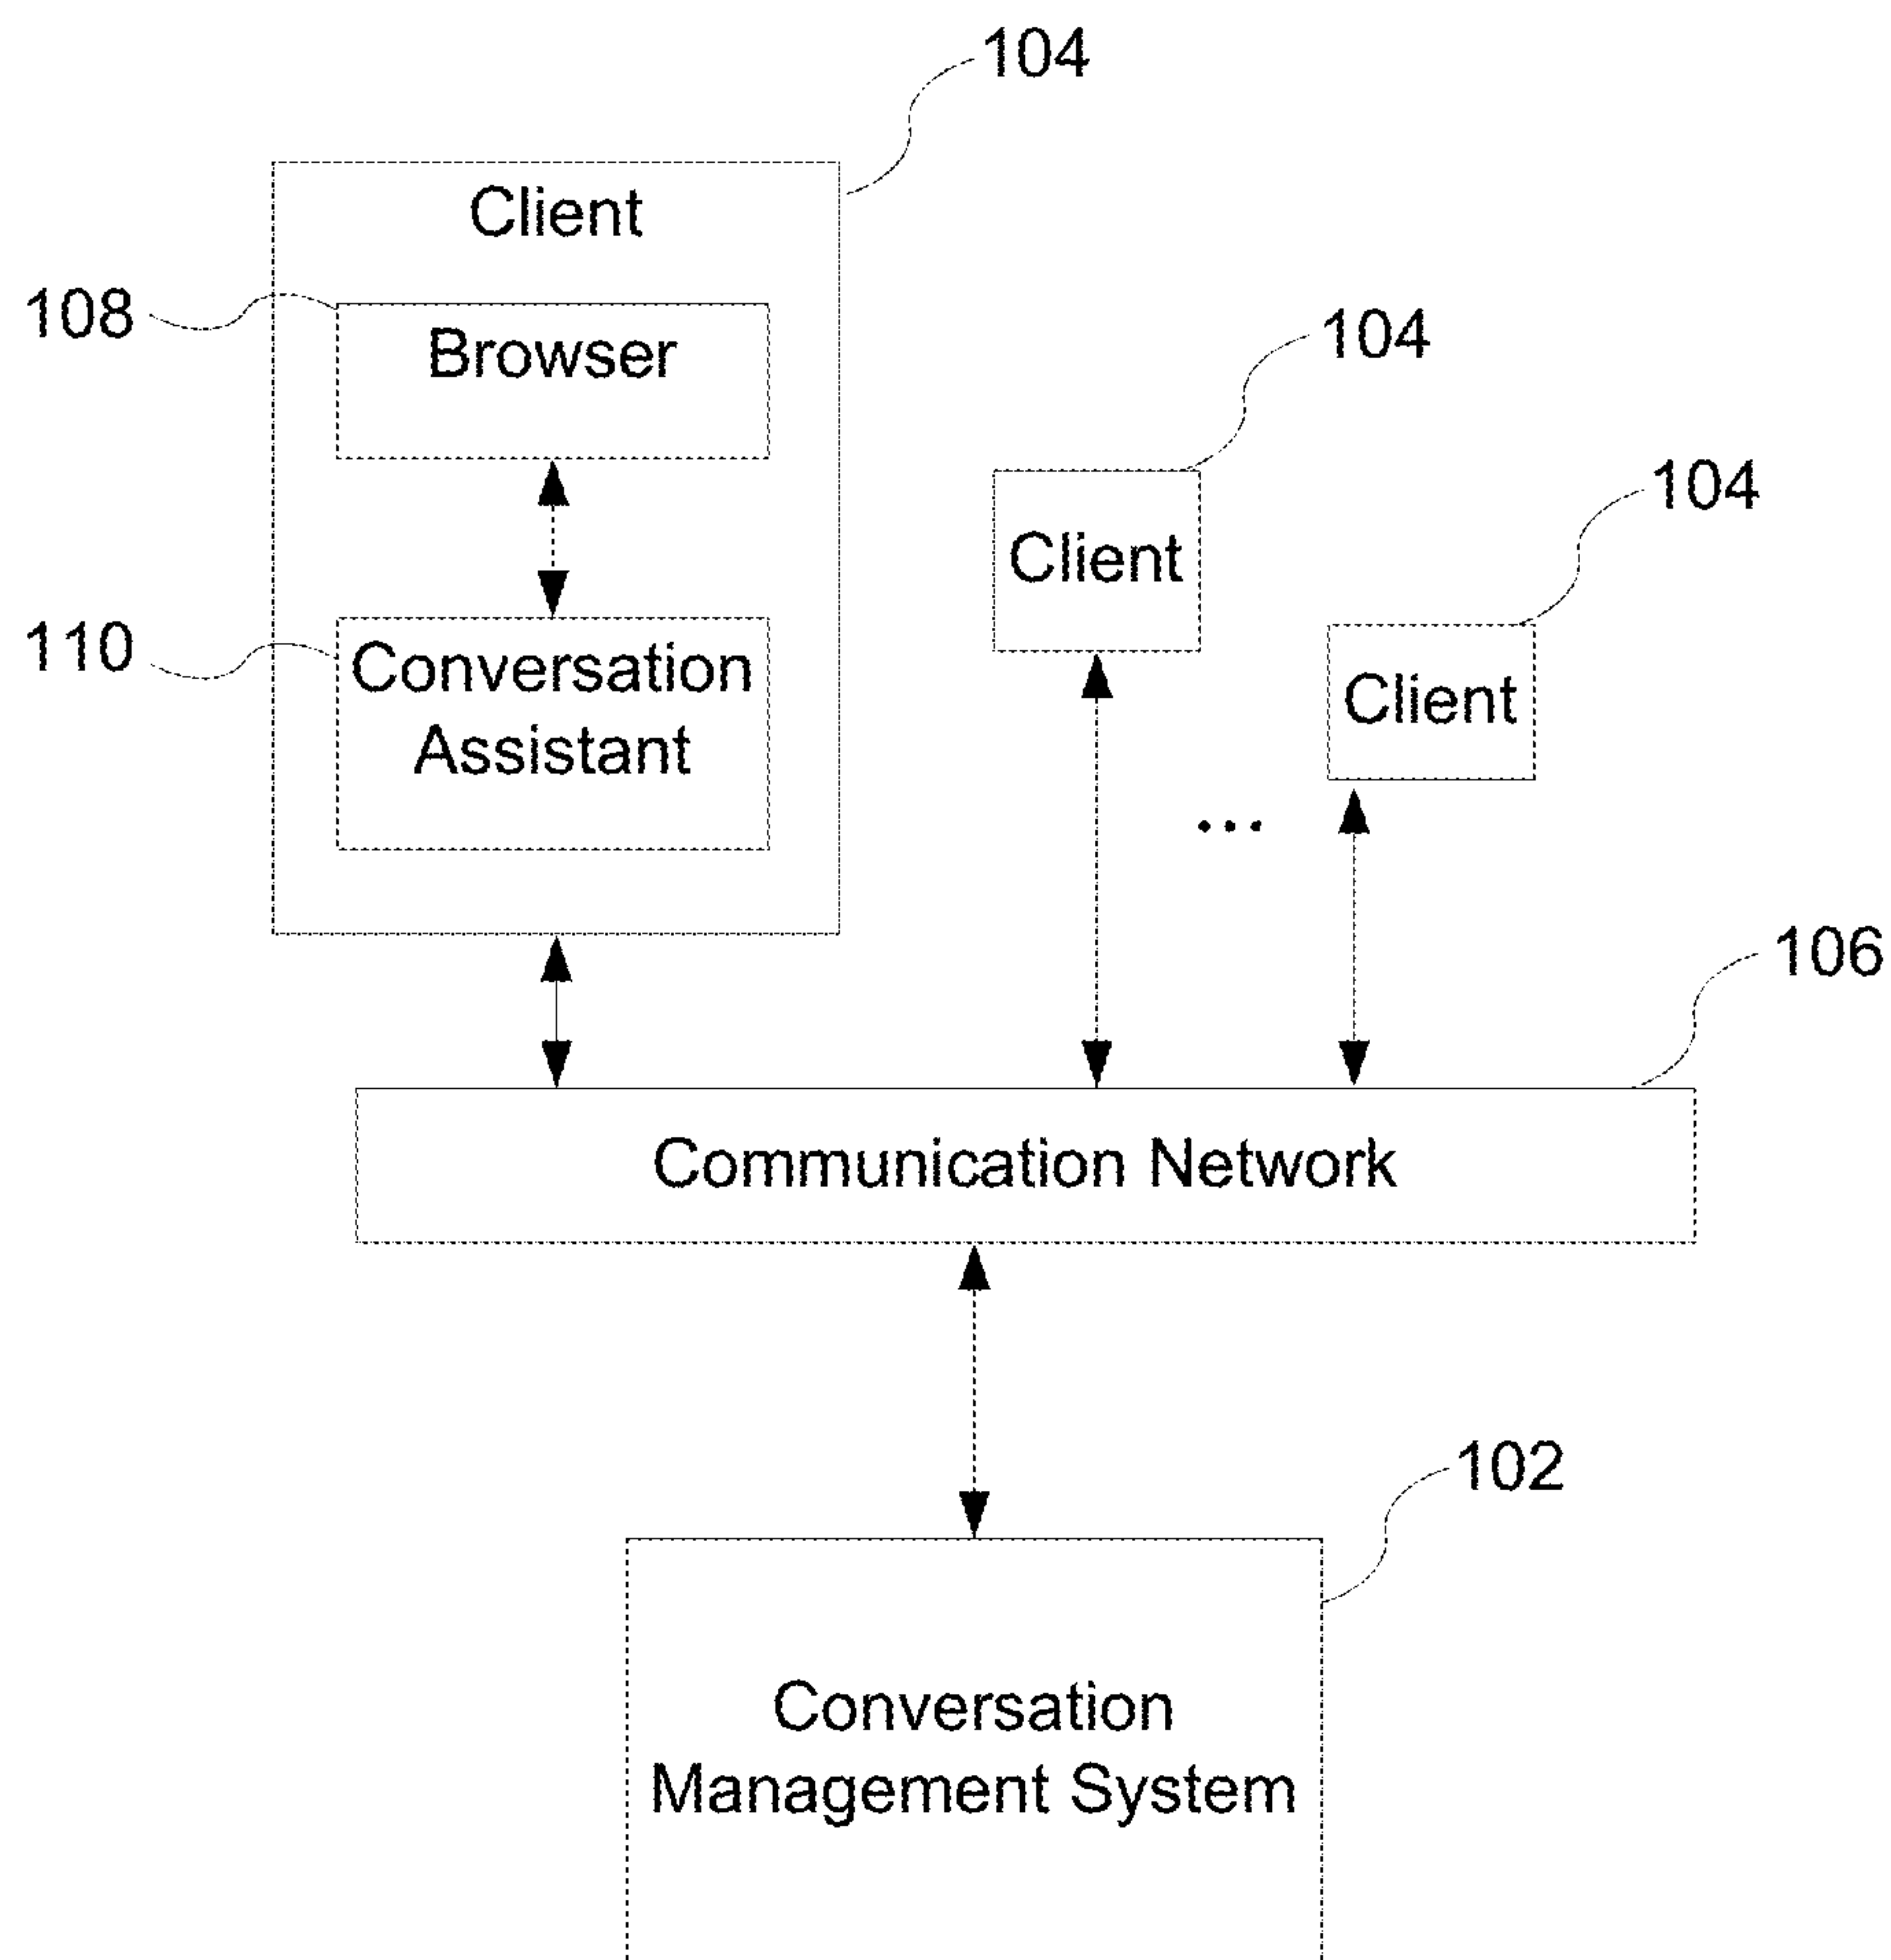 104
Client
108
Browser
104
104
Client
110
Conversation
Assistant
Client
...
106
Communication Network
102
Conversation
Management System